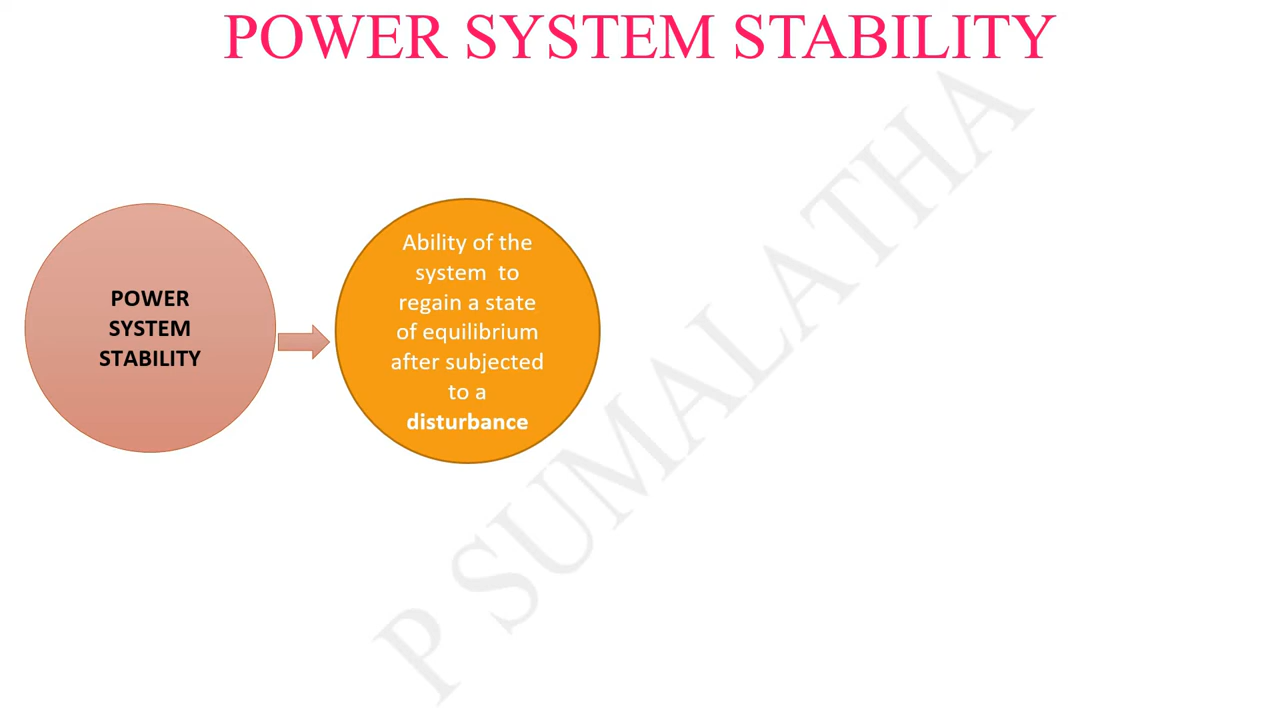 POWER SYSTEM STABILITY
POWER
SYSTEM
STABILITY
Ability of the
system to
regain a state
of equilibrium
after subjected
to a
disturbance
P SUMALATHA